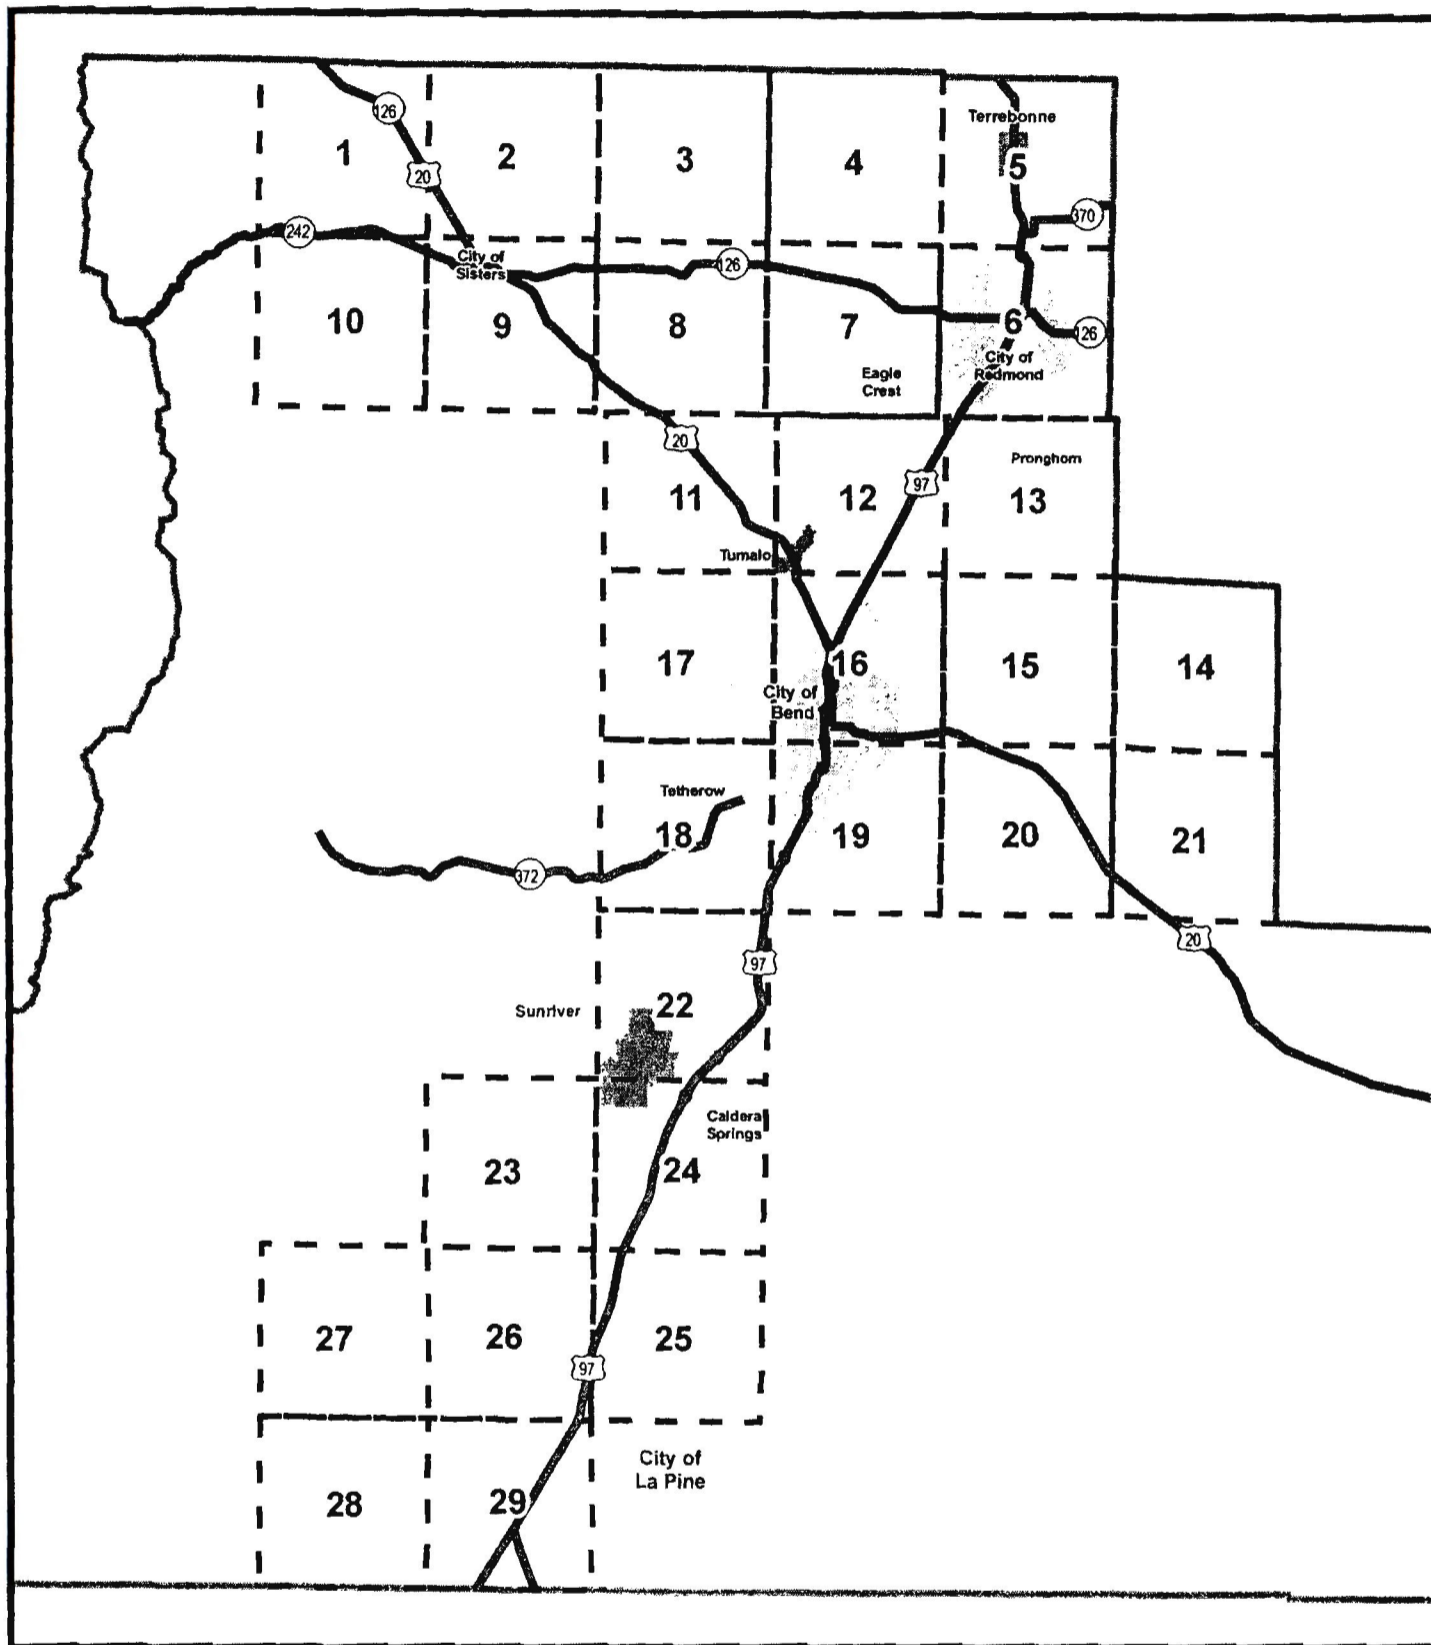 126
Terrebonne
1
2
3
4
5
20
370
242
City of
Sisters
126
10
9
8
7
6
126
Eagle
Crest
City of
Redmond
20
Pronghorn
97
11
12
13
Tumalo
17
16
15
14
City of
Bend
Tetherow
18
19
20
21
372
20
97
22
Sunriver
Caldera
Springs
23
24
27
26
25
97
City of
La Pine
28
29